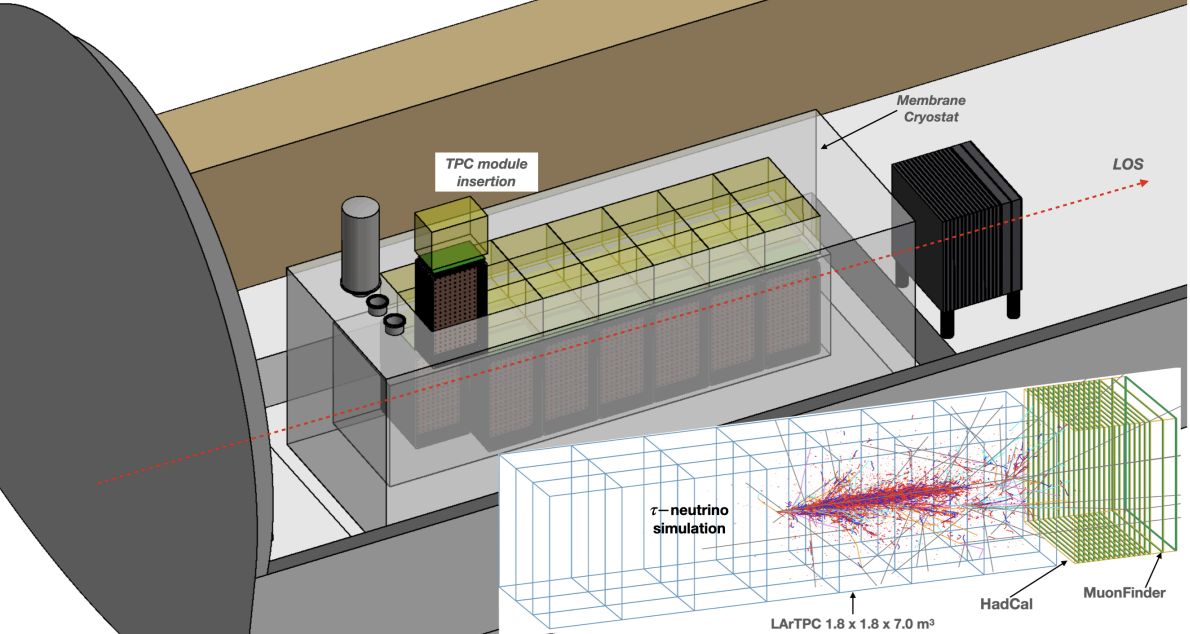 Membrane
Cryostat
TPC module
insertion
LOS
τ–neutrino
simulation
HadCal
MuonFinder
LArTPC 1.8 x 1.8 x 7.0 m³